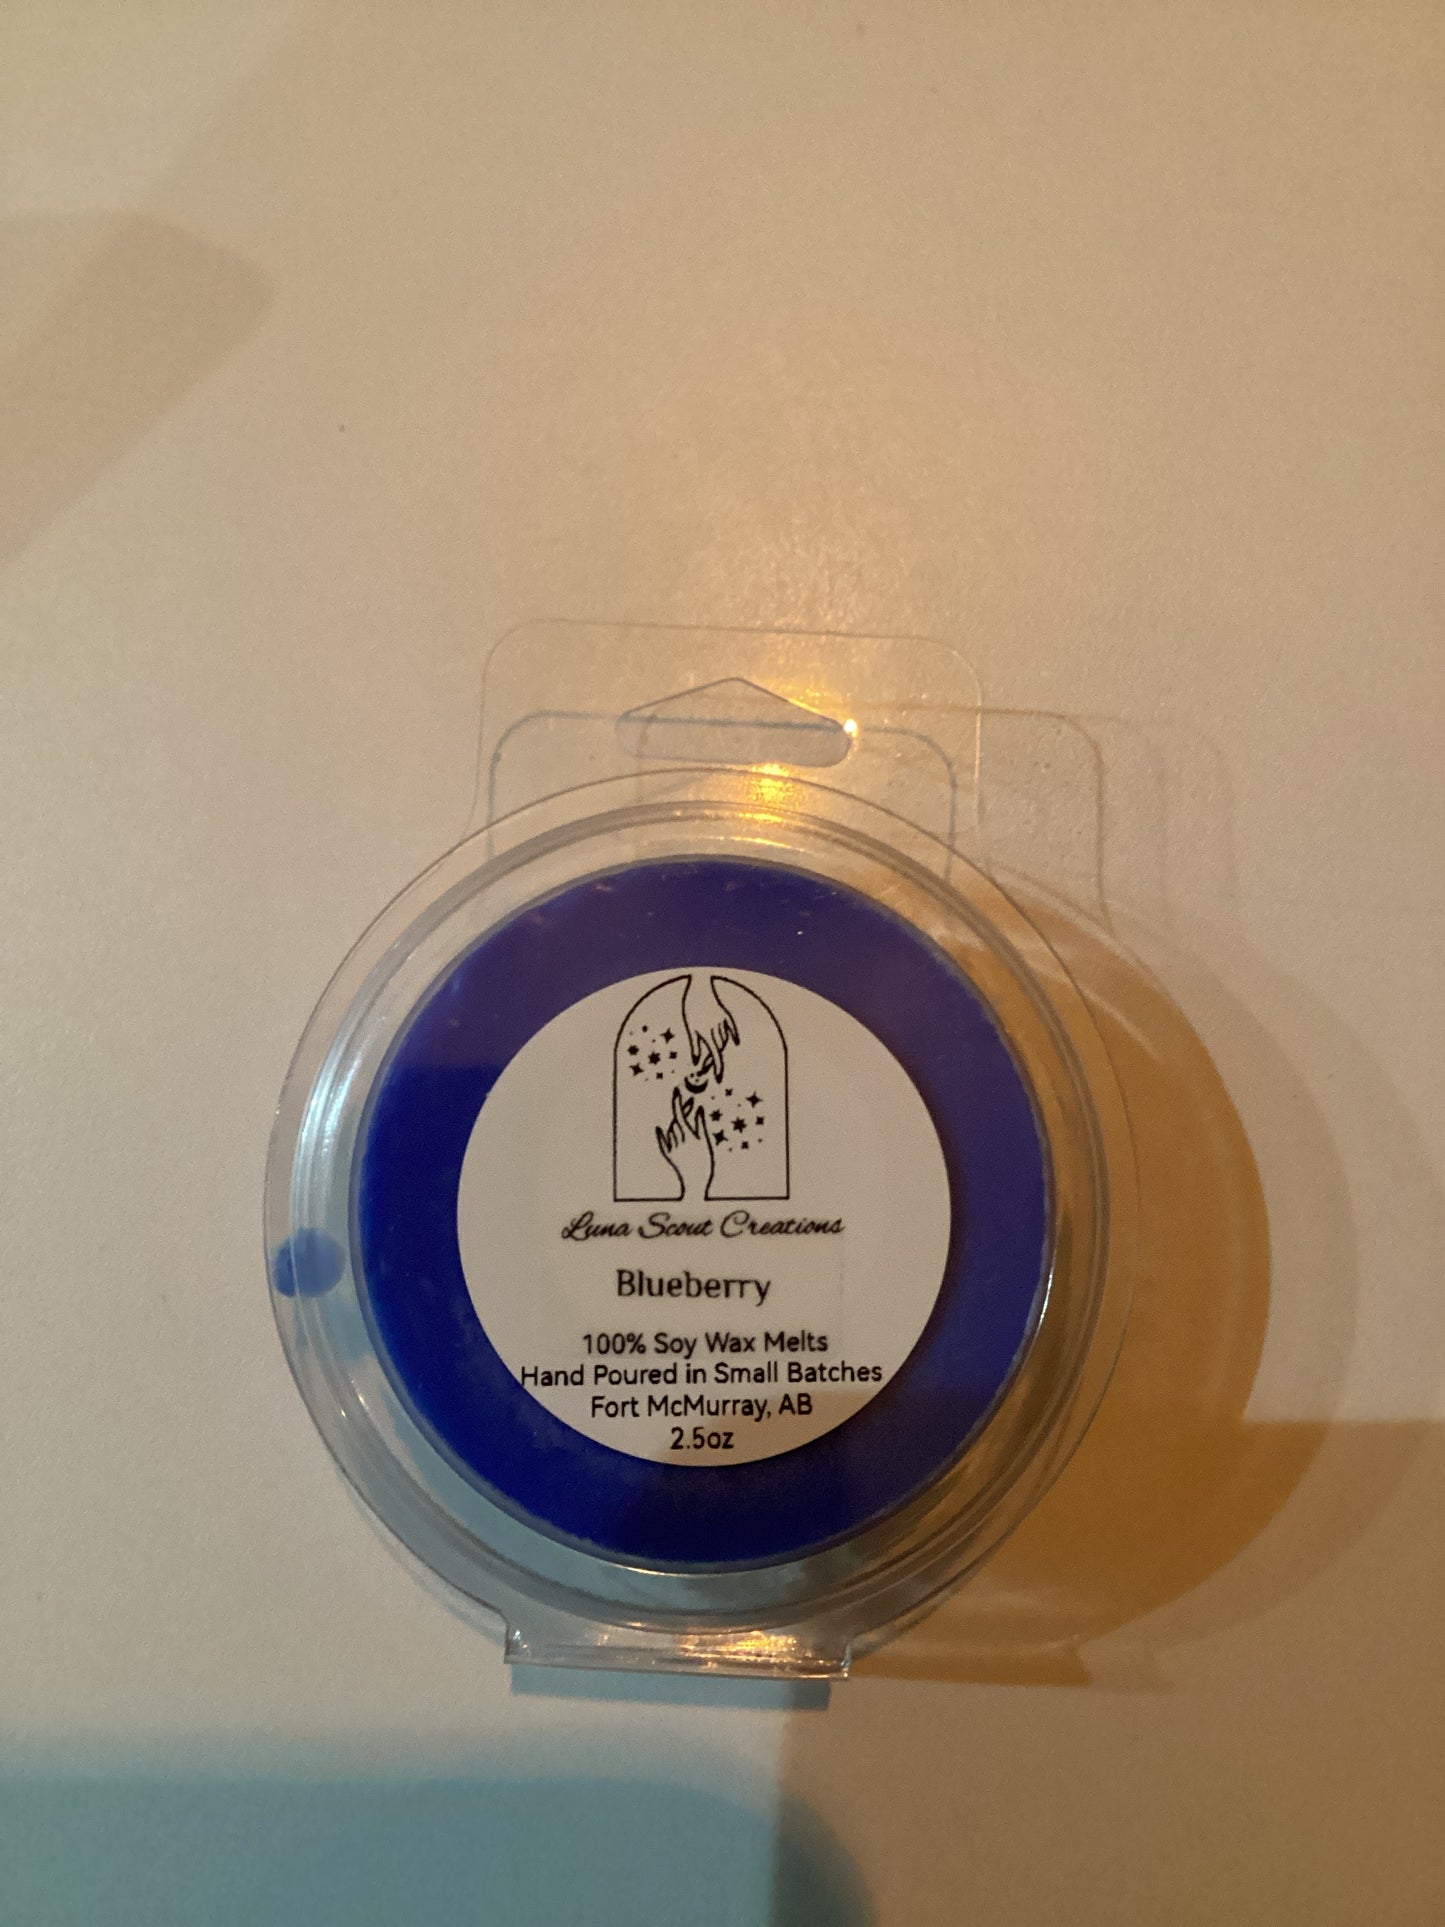 Luna Scout Creations
Blueberry
100% Soy Wax Melts
Hand Poured in Small Batches
Fort McMurray, AB
2.5oz